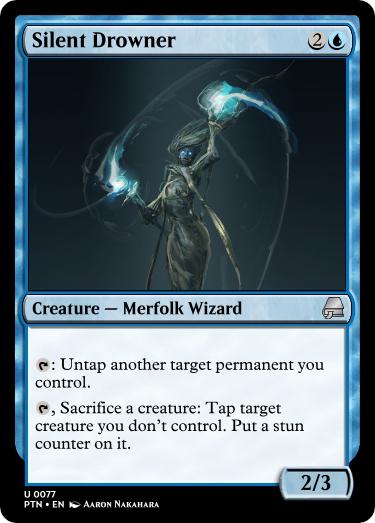 Silent Drowner 2
Creature — Merfolk Wizard
: Untap another target permanent you
control.
, Sacrifice a creature: Tap target
creature you don't control. Put a stun
counter on it.
2/3
U 0077
PTN • EN Aaron Nakahara